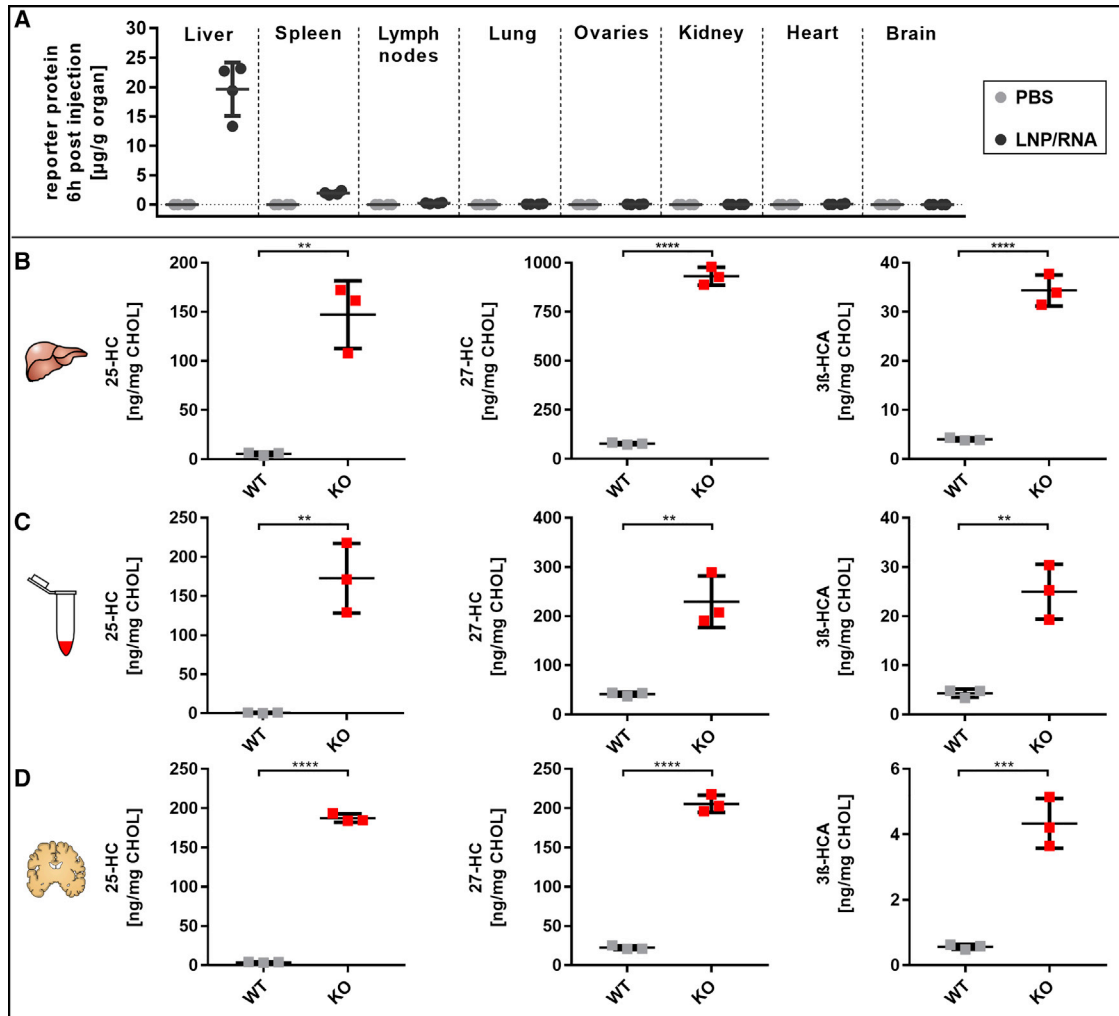 A
reporter protein
6h post injection
[µg/g organ]
30
25
20
15
10
5
0
Liver
Spleen
Lymph
nodes
Lung
Ovaries
Kidney
Heart
Brain
PBS
LNP/RNA
B
25-HC
[ng/mg CHOL]
200
150
100
50
0
**
WT
KO
27-HC
[ng/mg CHOL]
1000
750
500
250
0
****
WT
KO
3ß-HCA
[ng/mg CHOL]
40
30
20
10
0
****
WT
KO
C
25-HC
[ng/mg CHOL]
250
200
150
100
50
0
**
WT
KO
27-HC
[ng/mg CHOL]
400
300
200
100
0
**
WT
KO
3ß-HCA
[ng/mg CHOL]
40
30
20
10
0
**
WT
KO
D
25-HC
[ng/mg CHOL]
250
200
150
100
50
0
****
WT
KO
27-HC
[ng/mg CHOL]
250
200
150
100
50
0
****
WT
KO
3ß-HCA
[ng/mg CHOL]
6
4
2
0
***
WT
KO